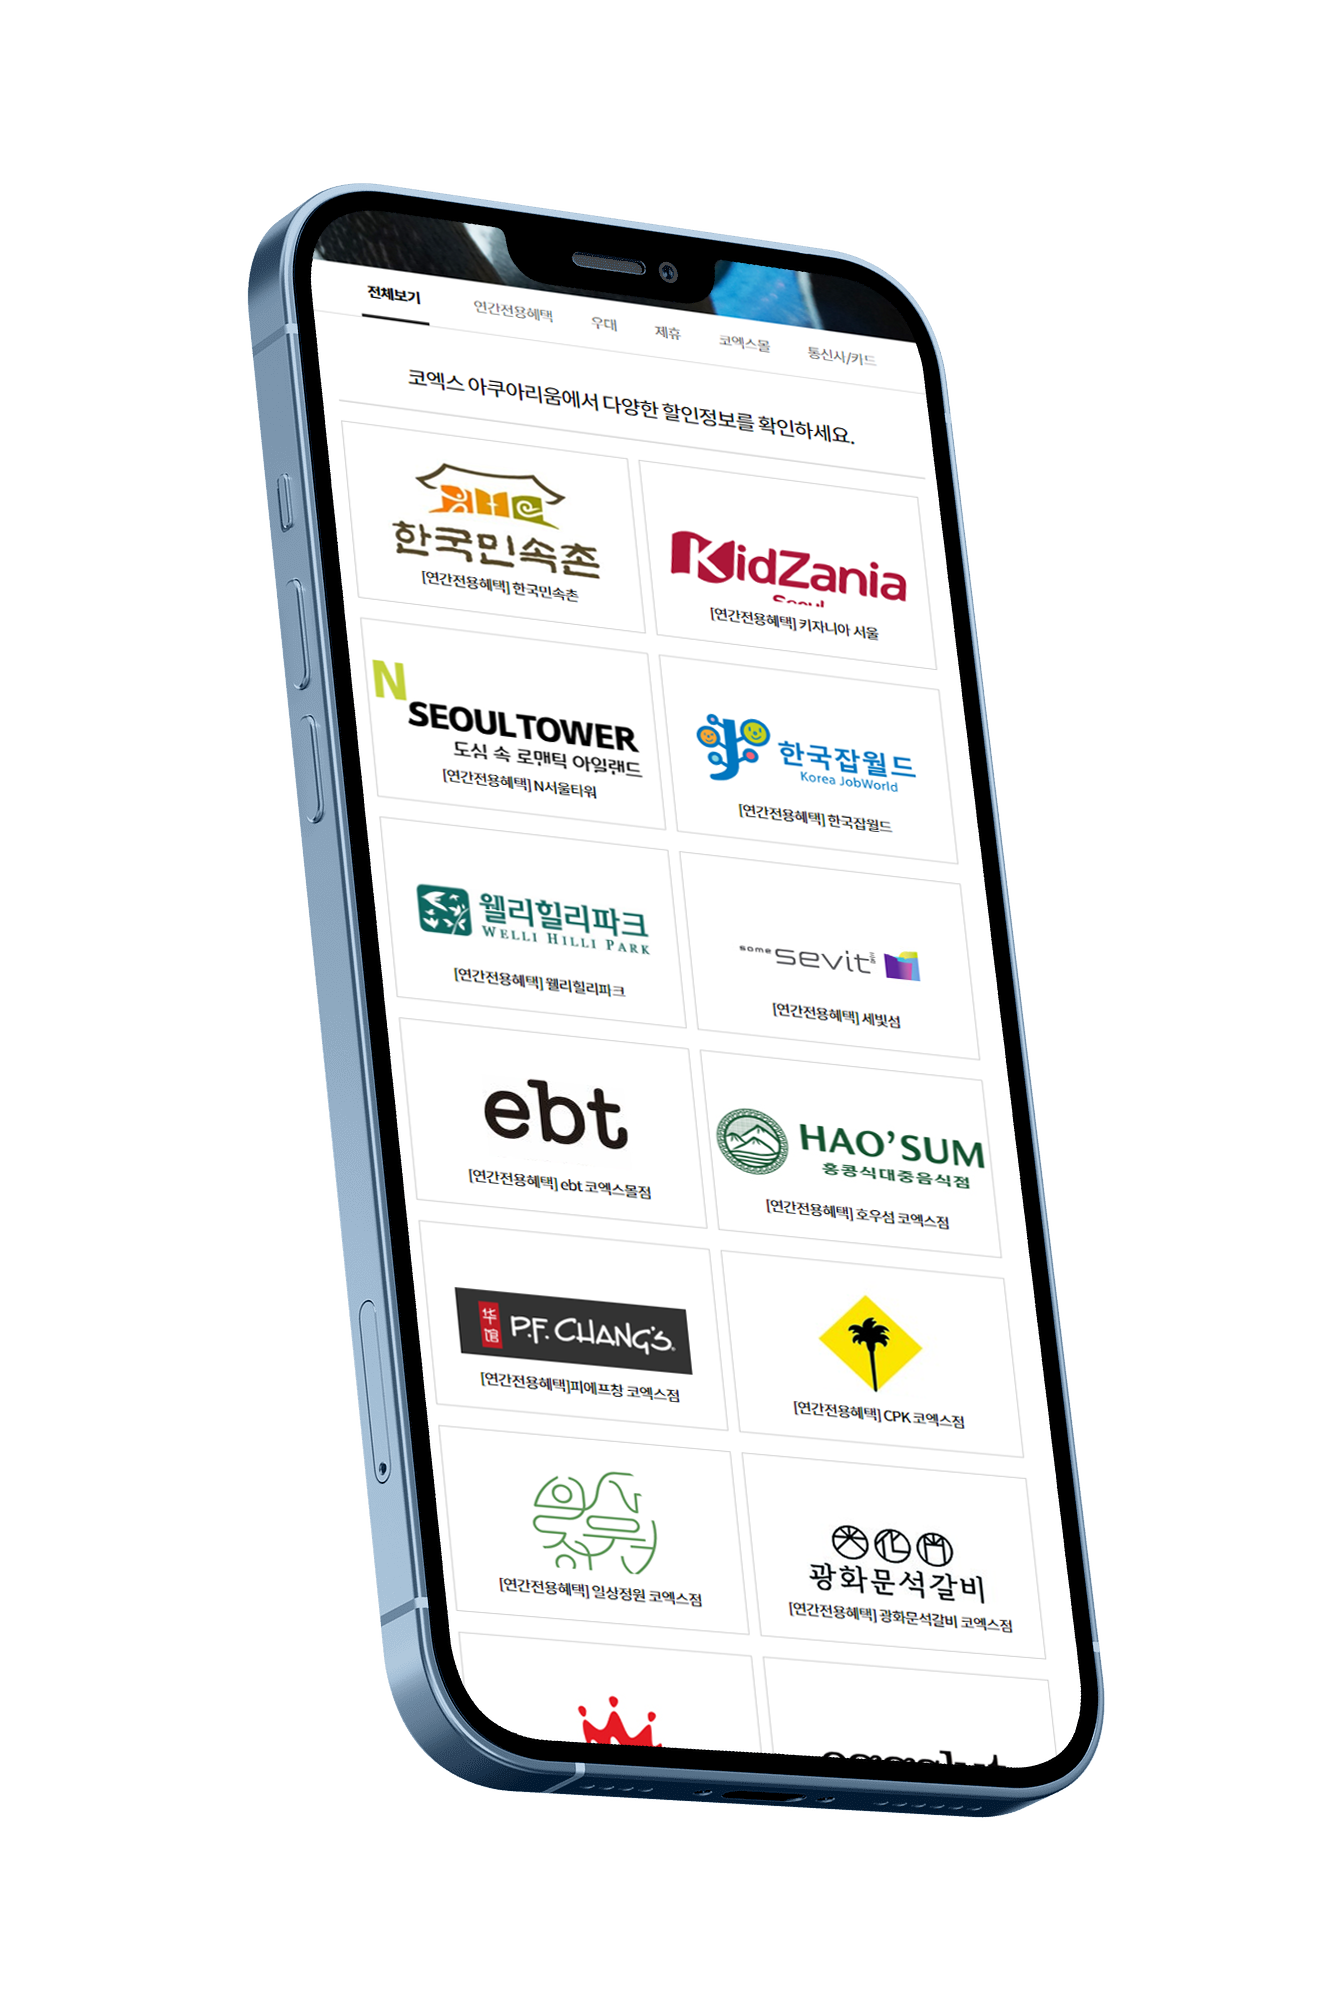 전체보기 연간전용혜택 우대 제휴 코엑스몰 통신사/카드
코엑스 아쿠아리움에서 다양한 할인정보를 확인하세요.
한국민속촌
[연간전용혜택] 한국민속촌
KidZania
Seoul
[연간전용혜택] 키자니아 서울
N
SEOULTOWER
도심 속 로맨틱 아일랜드
[연간전용혜택] N서울타워
한국잡월드
Korea JobWorld
[연간전용혜택] 한국잡월드
웰리힐리파크
WELLI HILLI PARK
[연간전용혜택] 웰리힐리파크
some sevit
[연간전용혜택] 세빛섬
ebt
[연간전용혜택] ebt 코엑스몰점
HAO'SUM
홍콩식대중음식점
[연간전용혜택] 호우섬 코엑스점
华馆 P.F. CHANG'S
[연간전용혜택]피에프창 코엑스점
[연간전용혜택] CPK 코엑스점
일상정원
[연간전용혜택] 일상정원 코엑스점
광화문석갈비
[연간전용혜택] 광화문석갈비 코엑스점